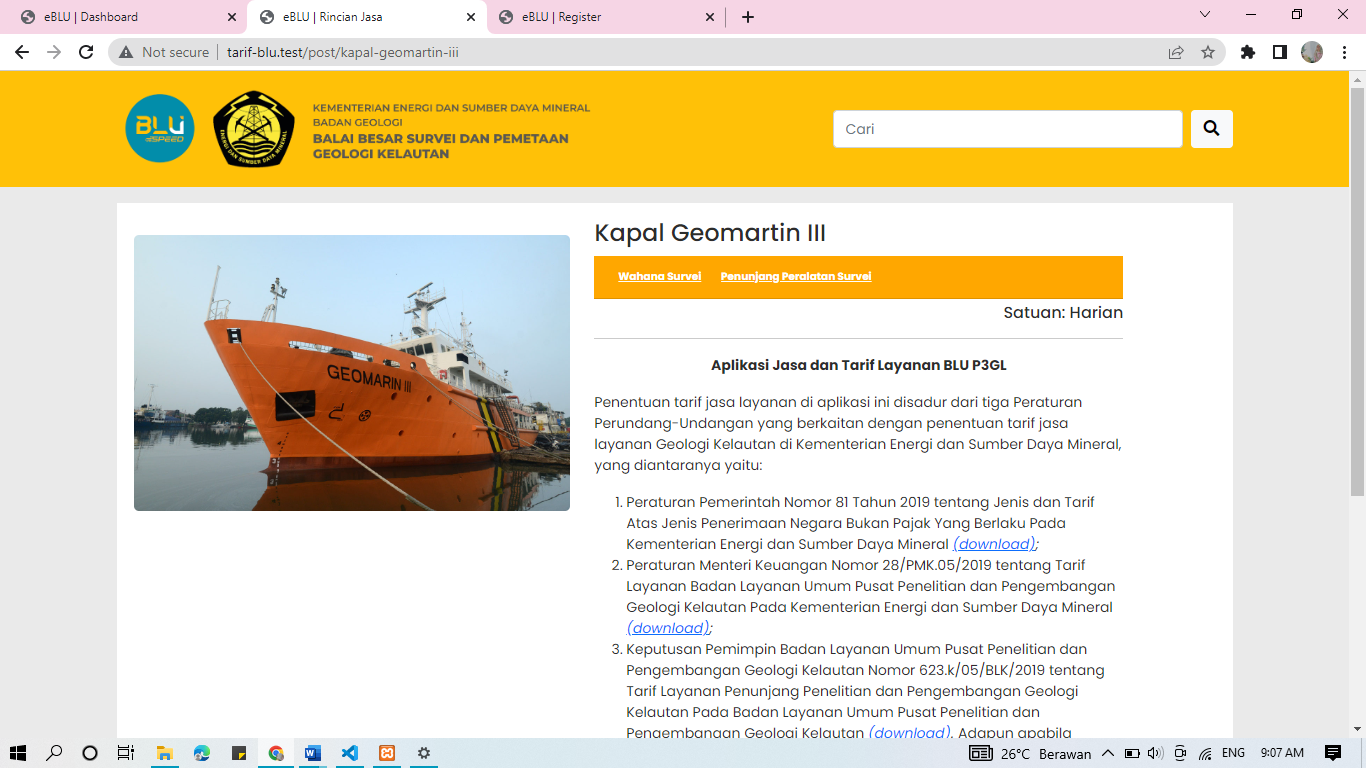 eBLU | Dashboard
eBLU | Rincian Jasa
eBLU | Register
Not secure
tarif-blu.test/post/kapal-geomartin-iii
BLU
SPEED
ENERGI DAN SUMBER DAYA MINERAL
KEMENTERIAN ENERGI DAN SUMBER DAYA MINERAL
BADAN GEOLOGI
BALAI BESAR SURVEI DAN PEMETAAN
GEOLOGI KELAUTAN
Cari
GEOMARIN III
Kapal Geomartin III
Wahana Survei
Penunjang Peralatan Survei
Satuan: Harian
Aplikasi Jasa dan Tarif Layanan BLU P3GL
Penentuan tarif jasa layanan di aplikasi ini disadur dari tiga Peraturan
Perundang-Undangan yang berkaitan dengan penentuan tarif jasa
layanan Geologi Kelautan di Kementerian Energi dan Sumber Daya Mineral,
yang diantaranya yaitu:
1. Peraturan Pemerintah Nomor 81 Tahun 2019 tentang Jenis dan Tarif
Atas Jenis Penerimaan Negara Bukan Pajak Yang Berlaku Pada
Kementerian Energi dan Sumber Daya Mineral (download);
2. Peraturan Menteri Keuangan Nomor 28/PMK.05/2019 tentang Tarif
Layanan Badan Layanan Umum Pusat Penelitian dan Pengembangan
Geologi Kelautan Pada Kementerian Energi dan Sumber Daya Mineral
(download);
3. Keputusan Pemimpin Badan Layanan Umum Pusat Penelitian dan
Pengembangan Geologi Kelautan Nomor 623.k/05/BLK/2019 tentang
Tarif Layanan Penunjang Penelitian dan Pengembangan Geologi
Kelautan Pada Badan Layanan Umum Pusat Penelitian dan
Pengembangan Geologi Kelautan (download). Adapun apabila
26°C Berawan
ENG
9:07 AM